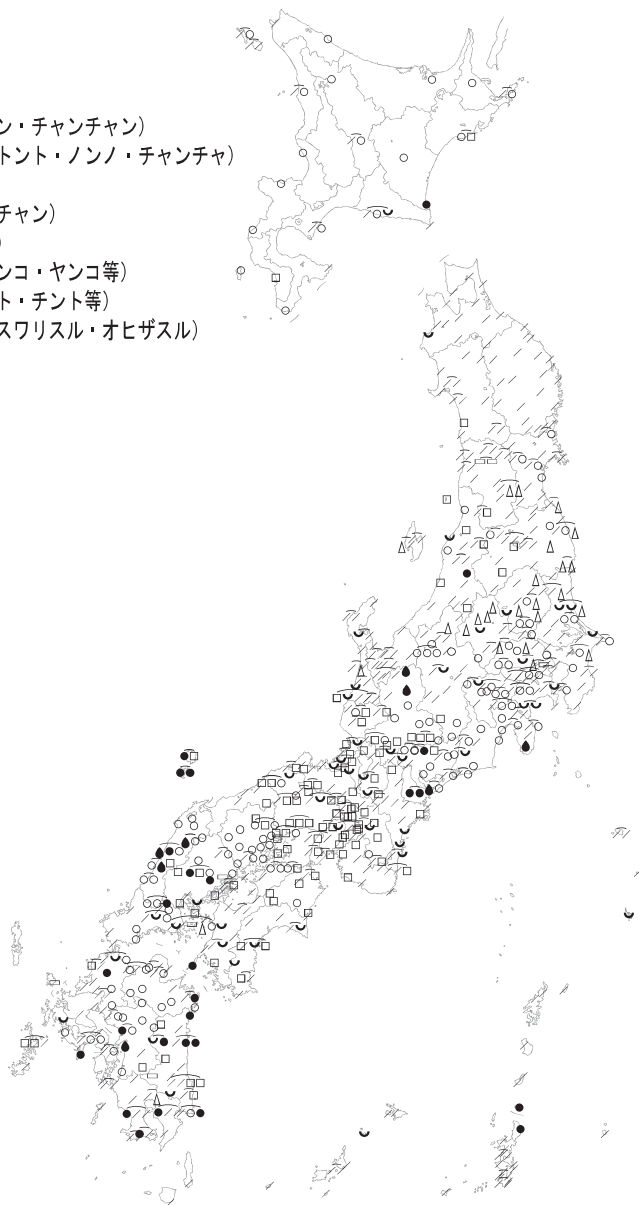 ン・チャンチャン）
トント・ノンノ・チャンチャ）
チャン）
）
ンコ・ヤンコ等）
ト・チント等）
スワリスル・オヒザスル）